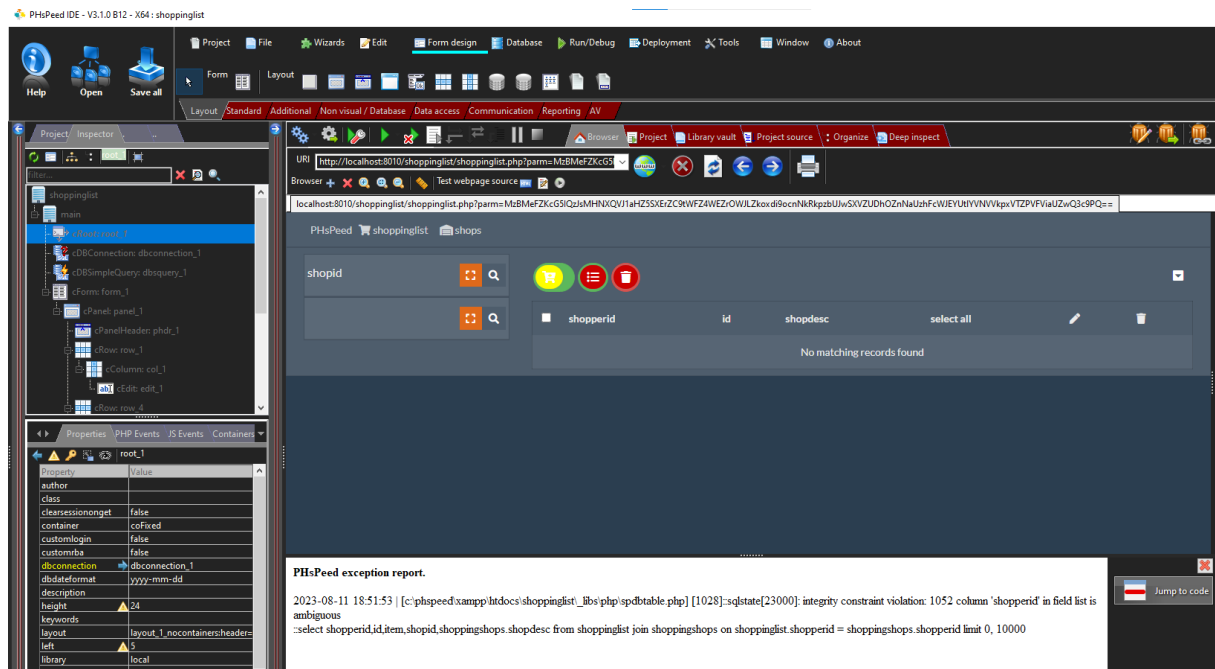 PHsPeed IDE - V3.1.0 B12 - X64 : shoppinglist
Project File Wizards Edit Form design Database Run/Debug Deployment Tools Window About
Help Open Save all
Form Layout
Layout Standard Additional Non visual / Database Data access Communication Reporting AV
Project Inspector . ..
Browser Project Library vault Project source : Organize Deep inspect
root_1
URI http://localhost:8010/shoppinglist/shoppinglist.php?parm=MzBMeFZKcG5I
filter...
Browser Test webpage source
shoppinglist
main
cRoot: root_1
cDBConnection: dbconnection_1
cDBSimpleQuery: dbsquery_1
cForm: form_1
cPanel: panel_1
cPanelHeader: phdr_1
cRow: row_1
cColumn: col_1
cEdit: edit_1
cRow: row_4
PHsPeed shoppinglist shops
shopid
shopperid id shopdesc select all
No matching records found
Properties PHP Events JS Events Containers
root_1
Property Value
author
class
clearsessiononget false
container coFixed
customlogin false
customrba false
dbconnection dbconnection_1
dbdateformat yyyy-mm-dd
description
height 24
keywords
layout layout_1_nocontainers:header=
left 5
library local
PHsPeed exception report.
2023-08-11 18:51:53 | [c:\phspeed\xampp\htdocs\shoppinglist\_libs\php\spdbtable.php] [1028]::sqlstate[23000]: integrity constraint violation: 1052 column 'shopperid' in field list is
ambiguous
::select shopperid,id,item,shopid,shoppingshops.shopdesc from shoppinglist join shoppingshops on shoppinglist.shopperid = shoppingshops.shopperid limit 0, 10000
Jump to code